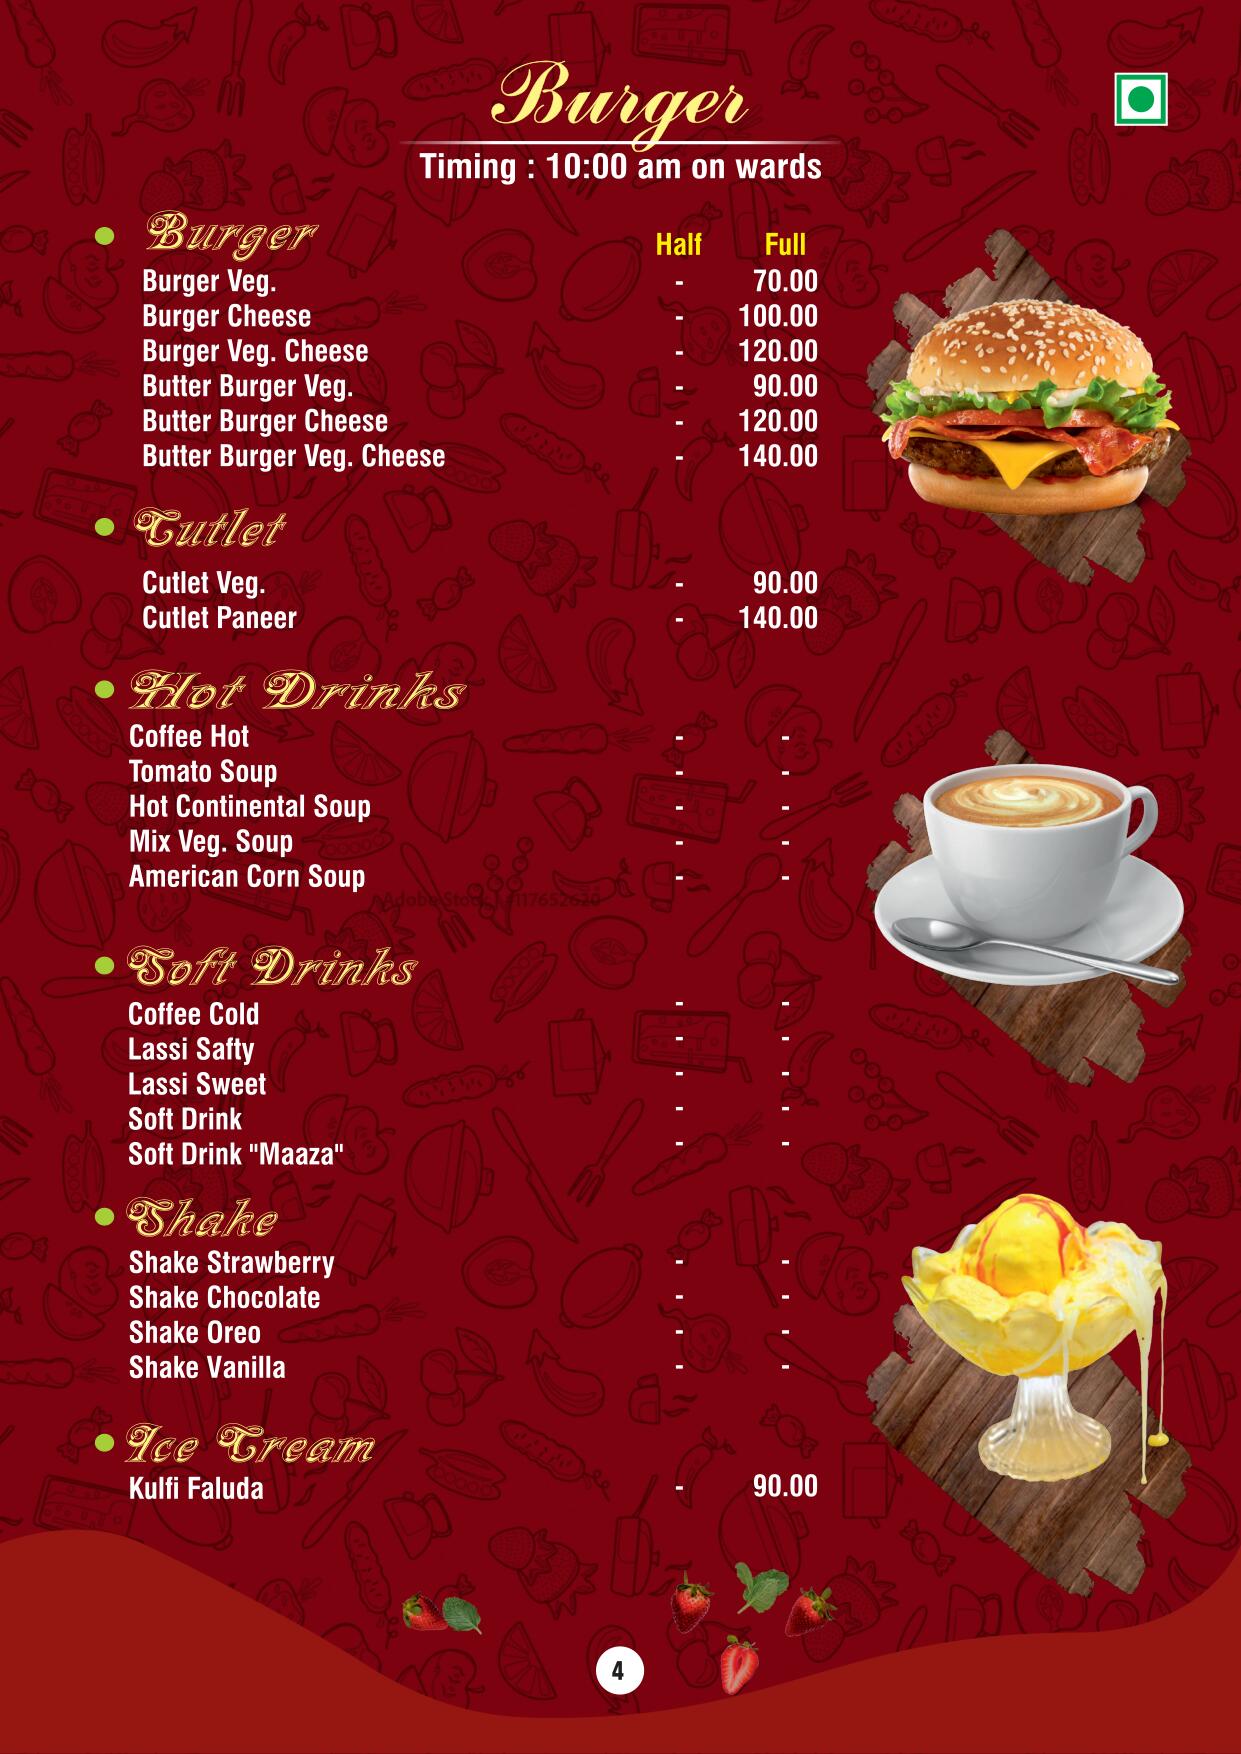 Burger
Timing : 10:00 am on wards
Burger Half Full
Burger Veg. - 70.00
Burger Cheese - 100.00
Burger Veg. Cheese - 120.00
Butter Burger Veg. - 90.00
Butter Burger Cheese - 120.00
Butter Burger Veg. Cheese - 140.00
Cutlet
Cutlet Veg. - 90.00
Cutlet Paneer - 140.00
Hot Drinks
Coffee Hot - -
Tomato Soup - -
Hot Continental Soup - -
Mix Veg. Soup - -
American Corn Soup - -
Adobe Stock | #117652620
Soft Drinks
Coffee Cold - -
Lassi Safty - -
Lassi Sweet - -
Soft Drink - -
Soft Drink "Maaza" - -
Shake
Shake Strawberry - -
Shake Chocolate - -
Shake Oreo - -
Shake Vanilla - -
Ice Cream
Kulfi Faluda - 90.00
4